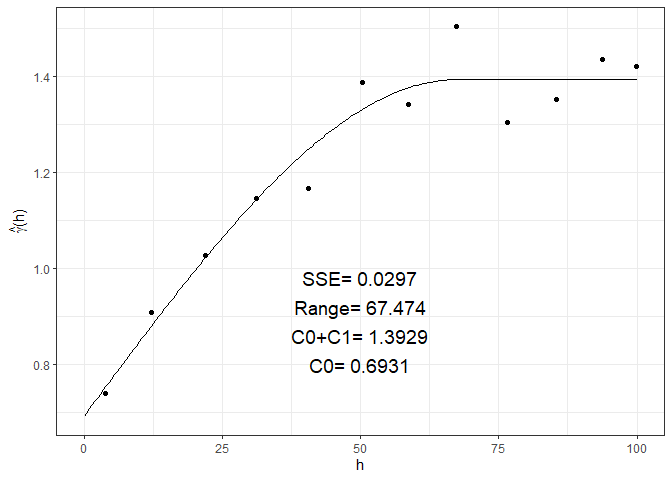 1.4
1.2
1.0
0.8
γ̂(h)
SSE= 0.0297
Range= 67.474
C0+C1= 1.3929
C0= 0.6931
0 25 50 75 100
h